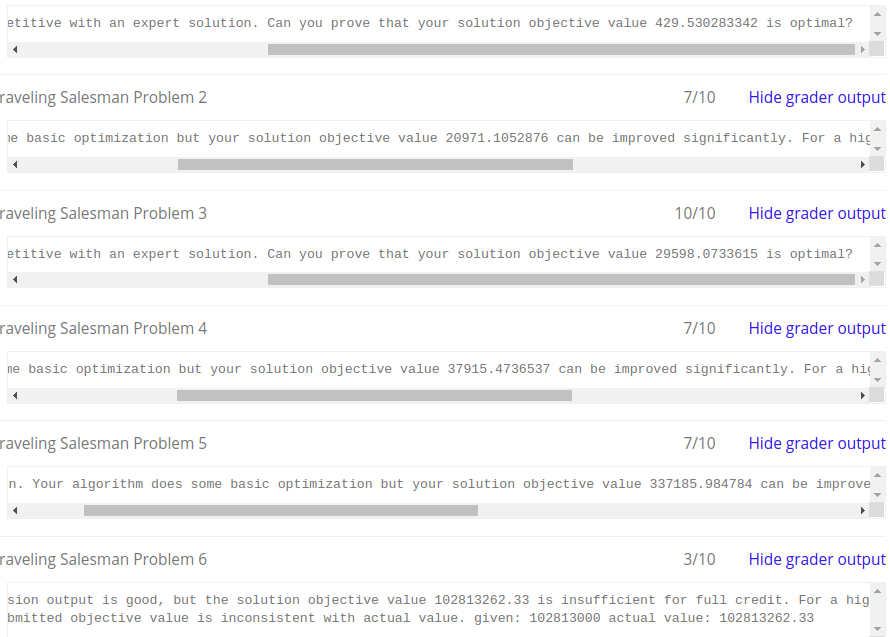 etitive with an expert solution. Can you prove that your solution objective value 429.530283342 is optimal?
raveling Salesman Problem 2 7/10 Hide grader output
me basic optimization but your solution objective value 20971.1052876 can be improved significantly. For a hig
raveling Salesman Problem 3 10/10 Hide grader output
etitive with an expert solution. Can you prove that your solution objective value 29598.0733615 is optimal?
raveling Salesman Problem 4 7/10 Hide grader output
me basic optimization but your solution objective value 37915.4736537 can be improved significantly. For a hig
raveling Salesman Problem 5 7/10 Hide grader output
n. Your algorithm does some basic optimization but your solution objective value 337185.984784 can be improve
raveling Salesman Problem 6 3/10 Hide grader output
sion output is good, but the solution objective value 102813262.33 is insufficient for full credit. For a hig
bmitted objective value is inconsistent with actual value. given: 102813000 actual value: 102813262.33